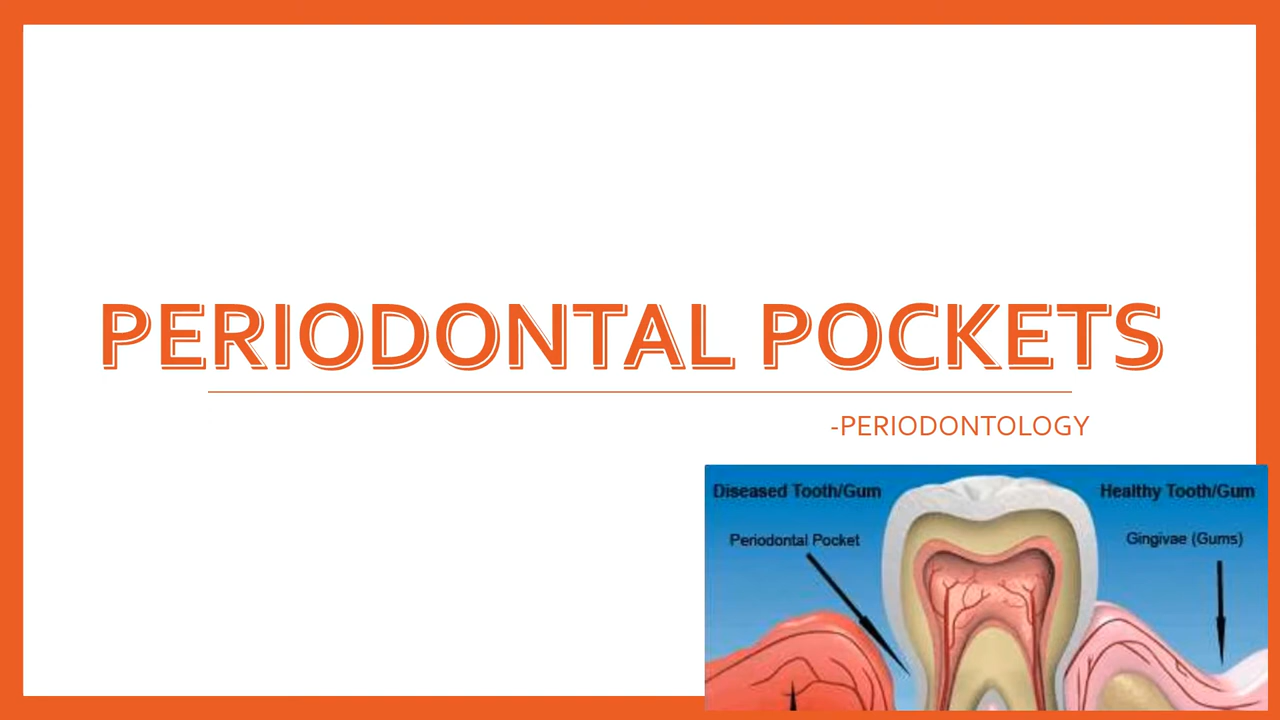 PERIODONTAL POCKETS
-PERIODONTOLOGY
Diseased Tooth/Gum
Healthy Tooth/Gum
Periodontal Pocket
Gingivae (Gums)